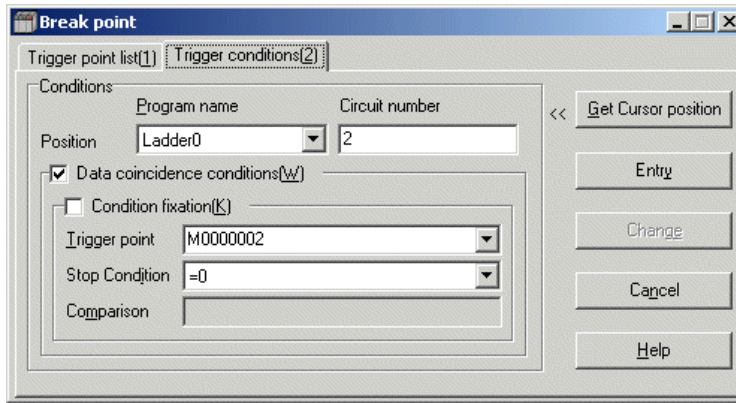 Break point
Trigger point list(1) Trigger conditions(2)
Conditions
Program name Circuit number
<< Get Cursor position
Position Ladder0 2
Entry
Data coincidence conditions(W)
Condition fixation(K)
Trigger point M0000002
Change
Stop Condition =0
Cancel
Comparison
Help